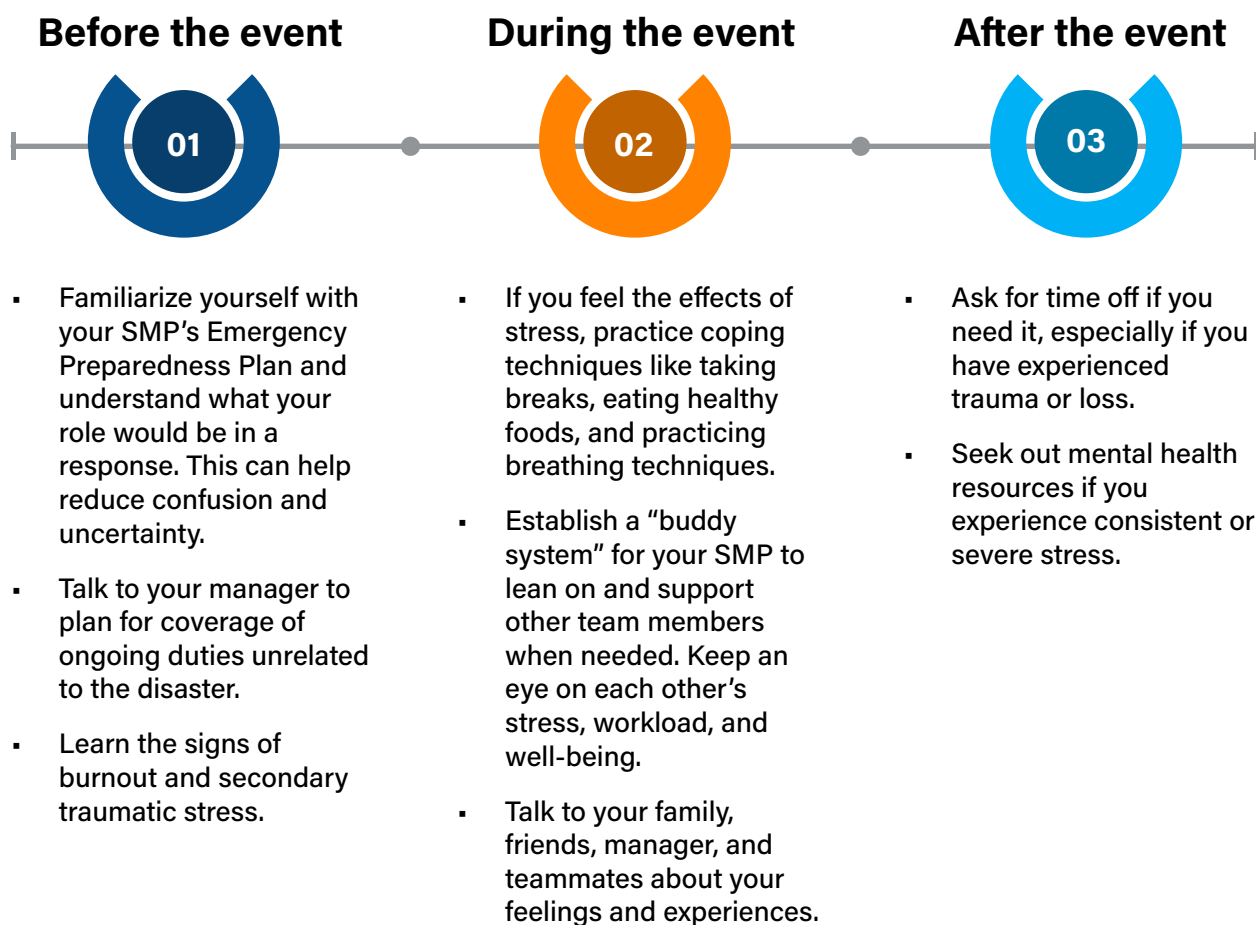 Before the event
01
▪ Familiarize yourself with
your SMP’s Emergency
Preparedness Plan and
understand what your
role would be in a
response. This can help
reduce confusion and
uncertainty.
▪ Talk to your manager to
plan for coverage of
ongoing duties unrelated
to the disaster.
▪ Learn the signs of
burnout and secondary
traumatic stress.
During the event
02
▪ If you feel the effects of
stress, practice coping
techniques like taking
breaks, eating healthy
foods, and practicing
breathing techniques.
▪ Establish a “buddy
system” for your SMP to
lean on and support
other team members
when needed. Keep an
eye on each other’s
stress, workload, and
well-being.
▪ Talk to your family,
friends, manager, and
teammates about your
feelings and experiences.
After the event
03
▪ Ask for time off if you
need it, especially if you
have experienced
trauma or loss.
▪ Seek out mental health
resources if you
experience consistent or
severe stress.